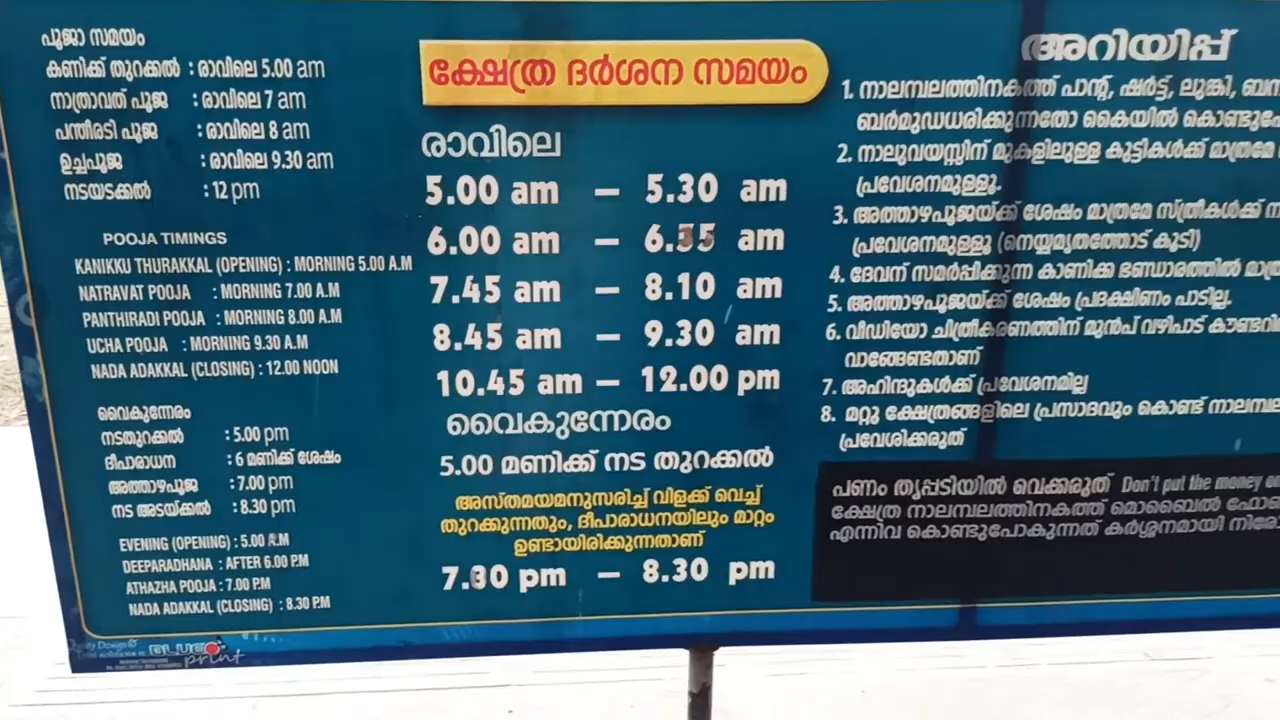 പൂജാ സമയം
കണിക്ക് തുറക്കൽ : രാവിലെ 5.00 am
നാത്രാവത് പൂജ : രാവിലെ 7 am
പന്തീരടി പൂജ : രാവിലെ 8 am
ഉച്ചപൂജ : രാവിലെ 9.30 am
നടയടക്കൽ : 12 pm
POOJA TIMINGS
KANIKKU THURAKKAL (OPENING) : MORNING 5.00 A.M
NATRAVAT POOJA : MORNING 7.00 A.M
PANTHIRADI POOJA : MORNING 8.00 A.M
UCHA POOJA : MORNING 9.30 A.M
NADA ADAKKAL (CLOSING) : 12.00 NOON
വൈകുന്നേരം
നടതുറക്കൽ : 5.00 pm
ദീപാരാധന : 6 മണിക്ക് ശേഷം
അത്താഴപൂജ : 7.00 pm
നട അടയ്ക്കൽ : 8.30 pm
EVENING (OPENING) : 5.00 A.M
DEEPARADHANA : AFTER 6.00 P.M
ATHAZHA POOJA : 7.00 P.M
NADA ADAKKAL (CLOSING) : 8.30 P.M
BLUE print
ക്ഷേത്ര ദർശന സമയം
രാവിലെ
5.00 am – 5.30 am
6.00 am – 6.35 am
7.45 am – 8.10 am
8.45 am – 9.30 am
10.45 am – 12.00 pm
വൈകുന്നേരം
5.00 മണിക്ക് നട തുറക്കൽ
അസ്തമയമനുസരിച്ച് വിളക്ക് വെച്ച്
തുറക്കുന്നതും, ദീപാരാധനയിലും മാറ്റം
ഉണ്ടായിരിക്കുന്നതാണ്
7.30 pm – 8.30 pm
അറിയിപ്പ്
1. നാലമ്പലത്തിനകത്ത് പാന്റ്, ഷർട്ട്, ലുങ്കി,
ബർമുഡധരിക്കുന്നതോ കൈയിൽ
2. നാലുവയസ്സിന് മുകളിലുള്ള കുട്ടികൾക്ക് മാത്രമേ
പ്രവേശനമുള്ളൂ.
3. അത്താഴപൂജയ്ക്ക് ശേഷം മാത്രമേ സ്ത്രീകൾക്ക്
പ്രവേശനമുള്ളൂ (നെയ്യമൃതത്തോട് കൂടി)
4. ദേവന് സമർപ്പിക്കുന്ന കാണിക്ക ഭണ്ഡാരത്തിൽ
5. അത്താഴപൂജയ്ക്ക് ശേഷം പ്രദക്ഷിണം പാടില്ല.
6. വീഡിയോ ചിത്രീകരണത്തിന് മുൻപ് വഴിപാട്
വാങ്ങേണ്ടതാണ്
7. അഹിന്ദുകൾക്ക് പ്രവേശനമില്ല
8. മറ്റു ക്ഷേത്രങ്ങളിലെ പ്രസാദവും കൊണ്ട്
പ്രവേശിക്കരുത്
പണം തൃപ്പടിയിൽ വെക്കരുത് Don't put the money
ക്ഷേത്ര നാലമ്പലത്തിനകത്ത് മൊബൈൽ
എന്നിവ കൊണ്ടുപോകുന്നത് കർശ്ശനമായി